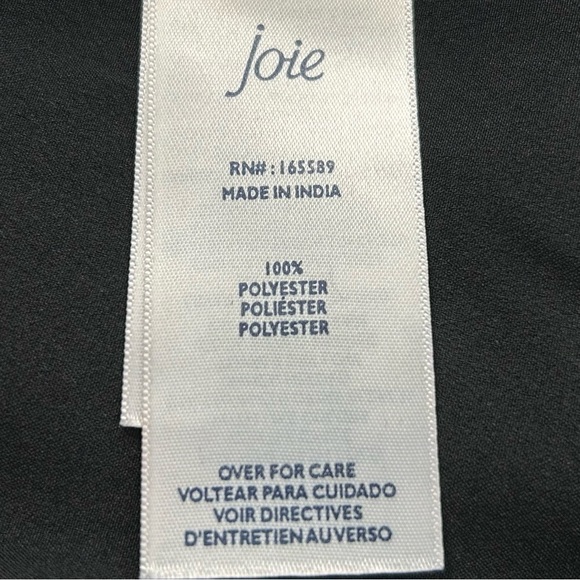 joie
RN# : 165589
MADE IN INDIA
100%
POLYESTER
POLIÉSTER
POLYESTER
OVER FOR CARE
VOLTEAR PARA CUIDADO
VOIR DIRECTIVES
D'ENTRETIEN AU VERSO